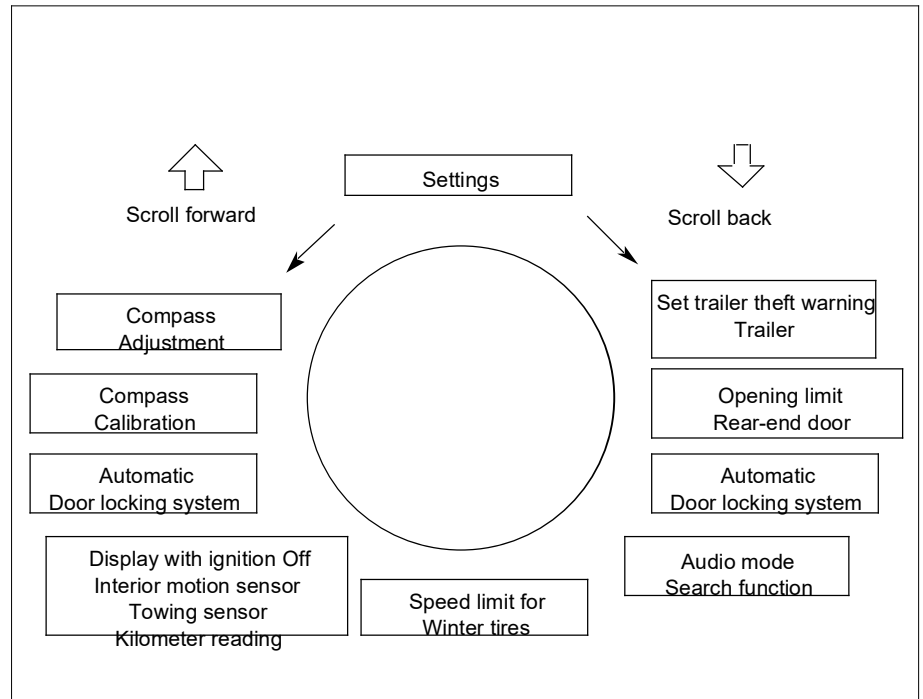 Settings
Scroll forward
Scroll back
Compass
Adjustment
Set trailer theft warning
Trailer
Compass
Calibration
Opening limit
Rear-end door
Automatic
Door locking system
Automatic
Door locking system
Display with ignition Off
Interior motion sensor
Towing sensor
Kilometer reading
Speed limit for
Winter tires
Audio mode
Search function